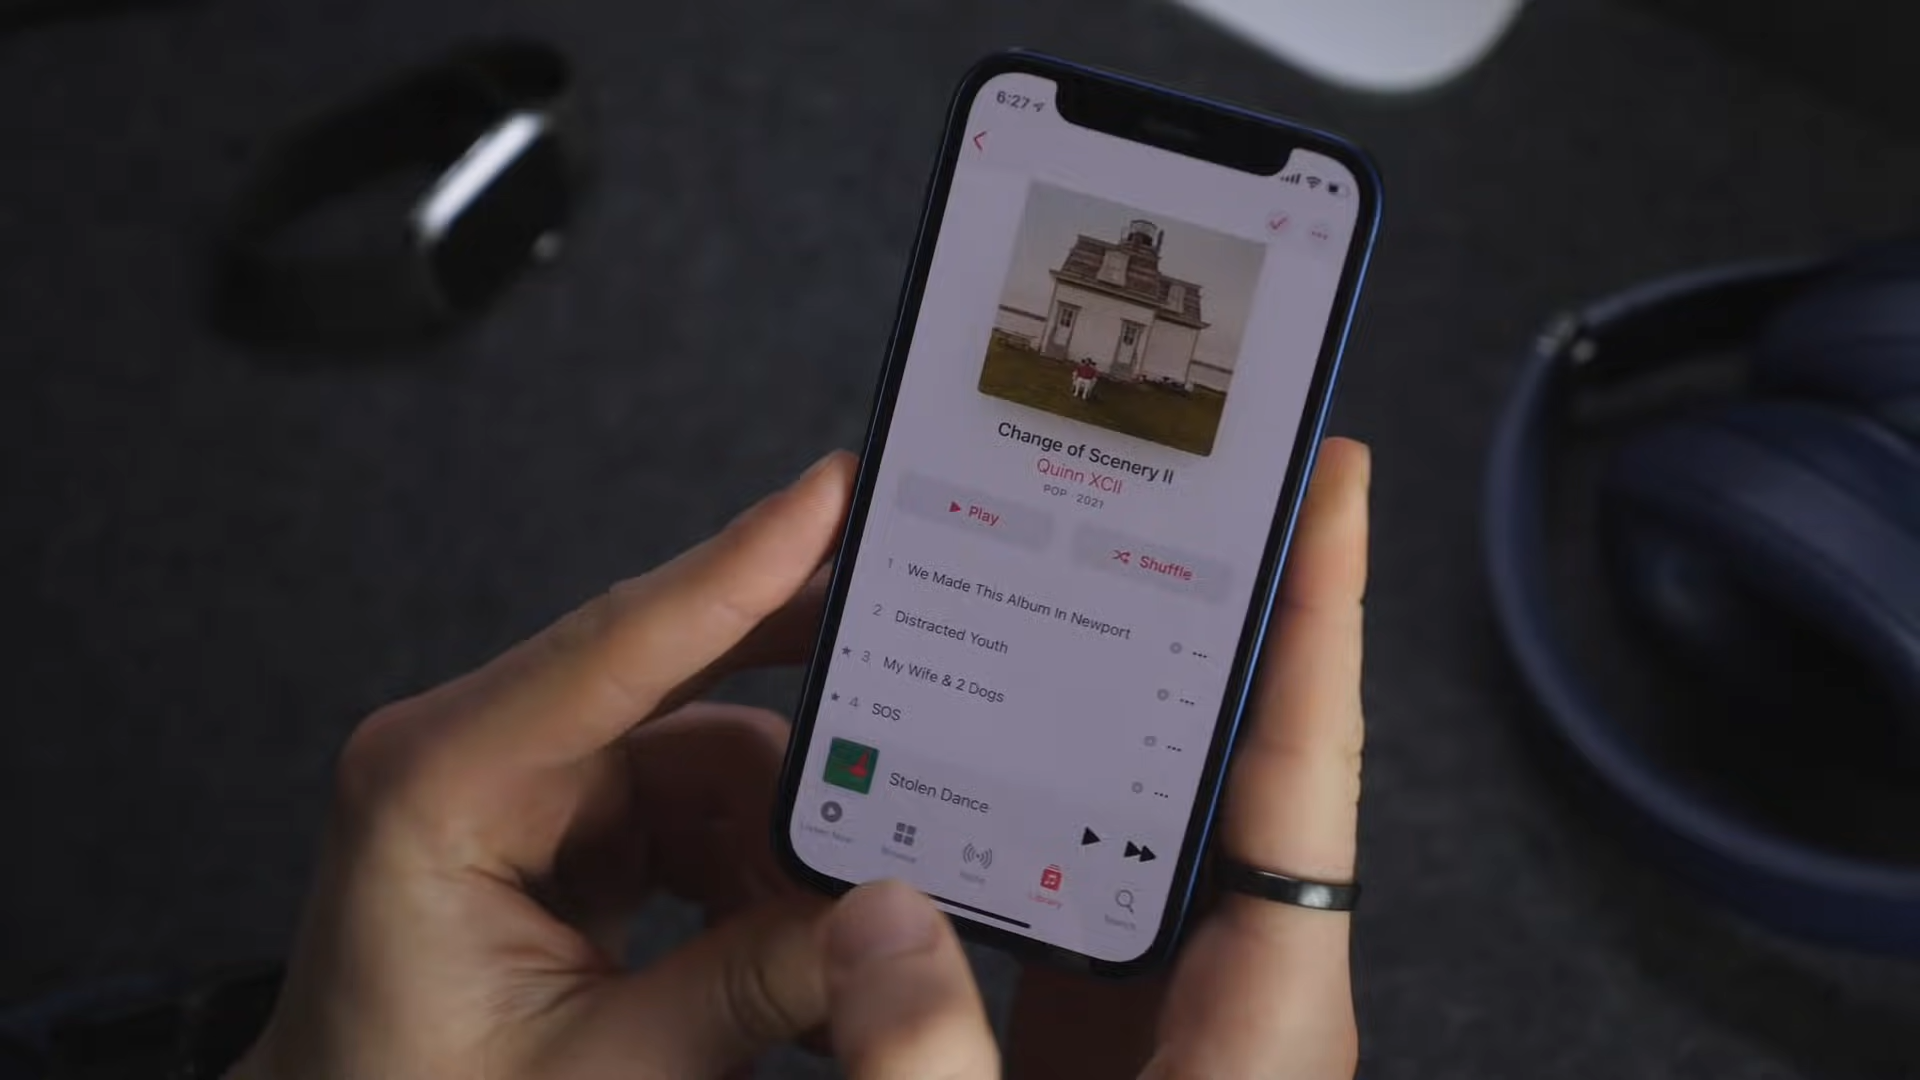 6:27
Change of Scenery II
Quinn XCII
POP · 2021
Play
Shuffle
1 We Made This Album In Newport
2 Distracted Youth
★ 3 My Wife & 2 Dogs
★ 4 SOS
Stolen Dance
Listen Now
Browse
Radio
Library
Search